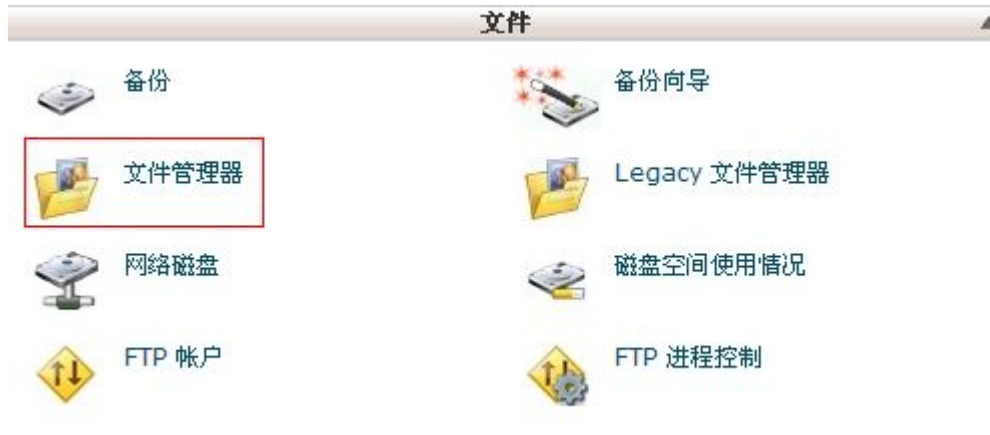 文件
备份
备份向导
文件管理器
Legacy 文件管理器
网络磁盘
磁盘空间使用情况
FTP 帐户
FTP 进程控制